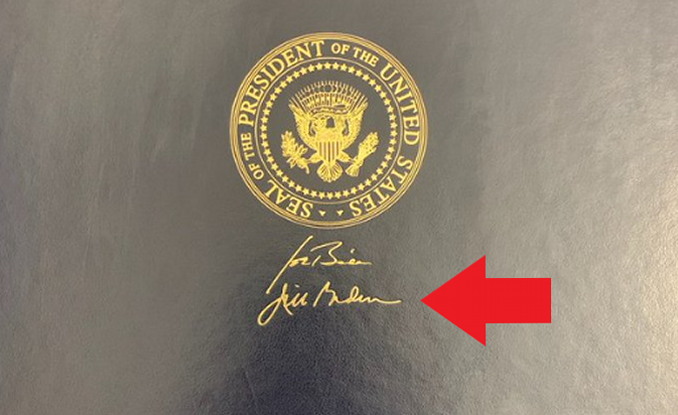 SEAL OF THE PRESIDENT OF THE UNITED STATES
Joe Biden
Jill Biden